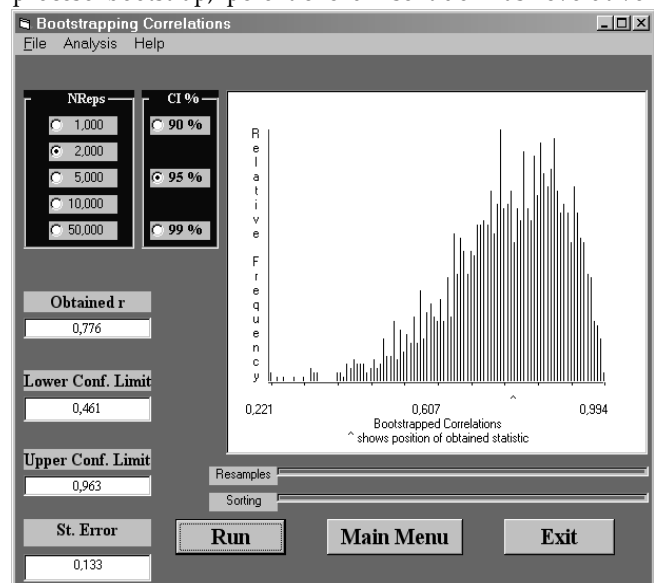 Bootstrapping Correlations
File Analysis Help
NReps
1,000
2,000
5,000
10,000
50,000
CI %
90 %
95 %
99 %
Relative Frequency
0,221 0,607 0,994
^
Bootstrapped Correlations
^ shows position of obtained statistic
Obtained r
0,776
Lower Conf. Limit
0,461
Upper Conf. Limit
0,963
St. Error
0,133
Resamples
Sorting
Run Main Menu Exit